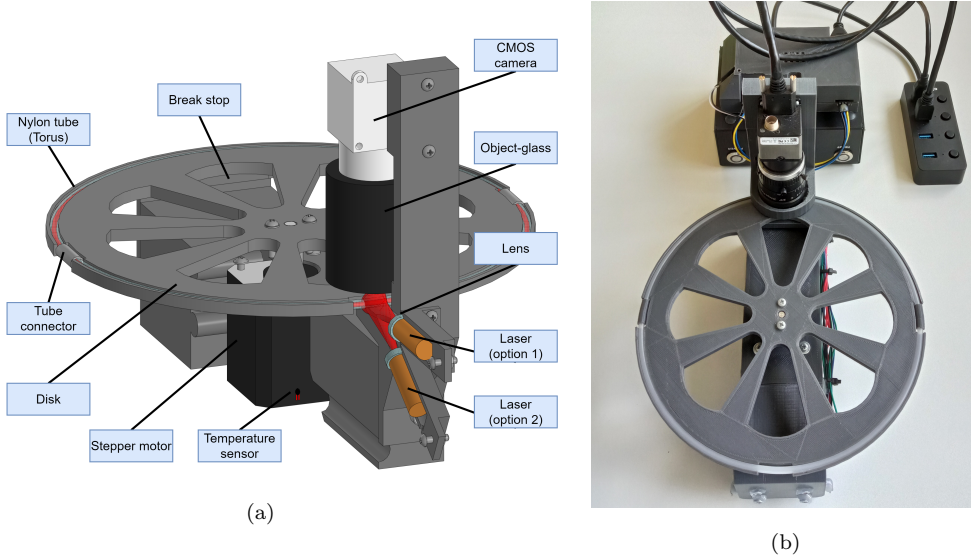 CMOS
camera
Break stop
Nylon tube
(Torus)
Object-glass
Lens
Tube
connector
Laser
(option 1)
Disk
Laser
(option 2)
Stepper motor
Temperature
sensor
(a)
(b)